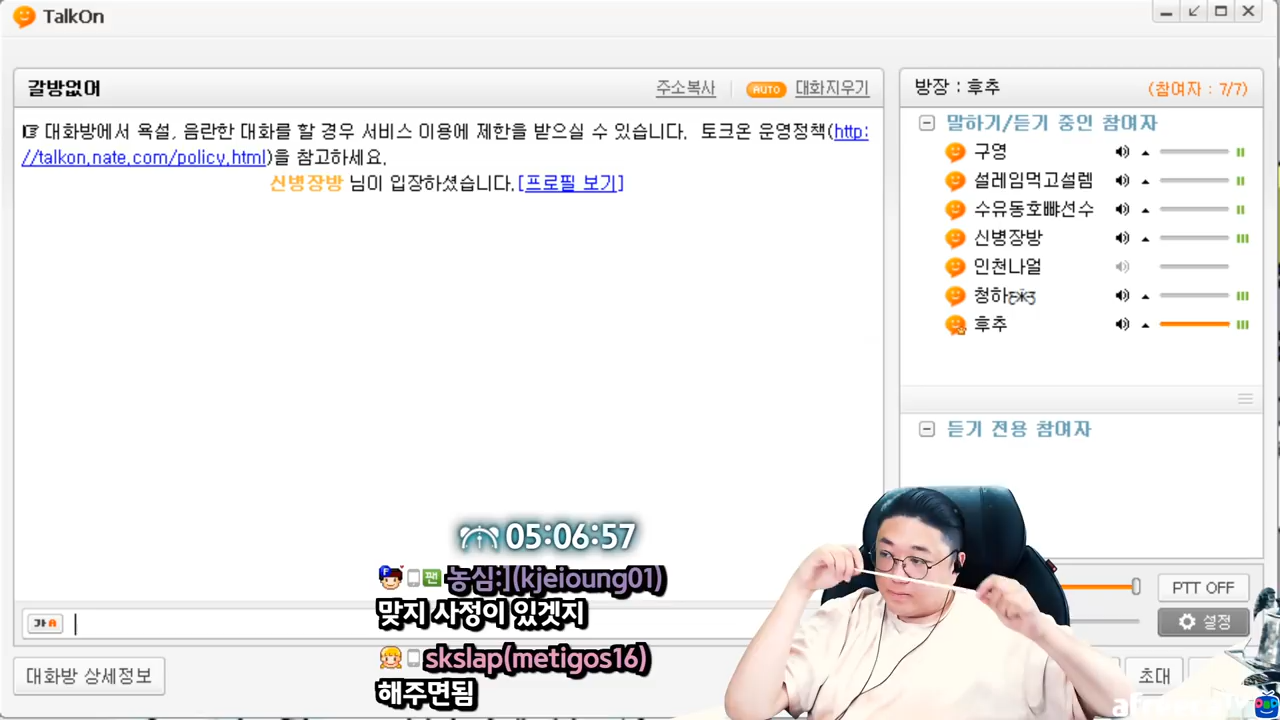 TalkOn
갈방없어
주소복사
AUTO
대화지우기
☞ 대화방에서 욕설, 음란한 대화를 할 경우 서비스 이용에 제한을 받으실 수 있습니다. 토크온 운영정책(http:
//talkon.nate.com/policy.html)을 참고하세요.
신병장방 님이 입장하셨습니다.[프로필 보기]
방장 : 후추
(참여자 : 7/7)
말하기/듣기 중인 참여자
구영
설레임먹고설렘
수유동호빠선수
신병장방
인천나얼
청하
후추
듣기 전용 참여자
05:06:57
팬 농심:](kjeioung01)
맞지 사정이 있겟지
skslap(metigos16)
해주면됨
가A
PTT OFF
설정
대화방 상세정보
초대